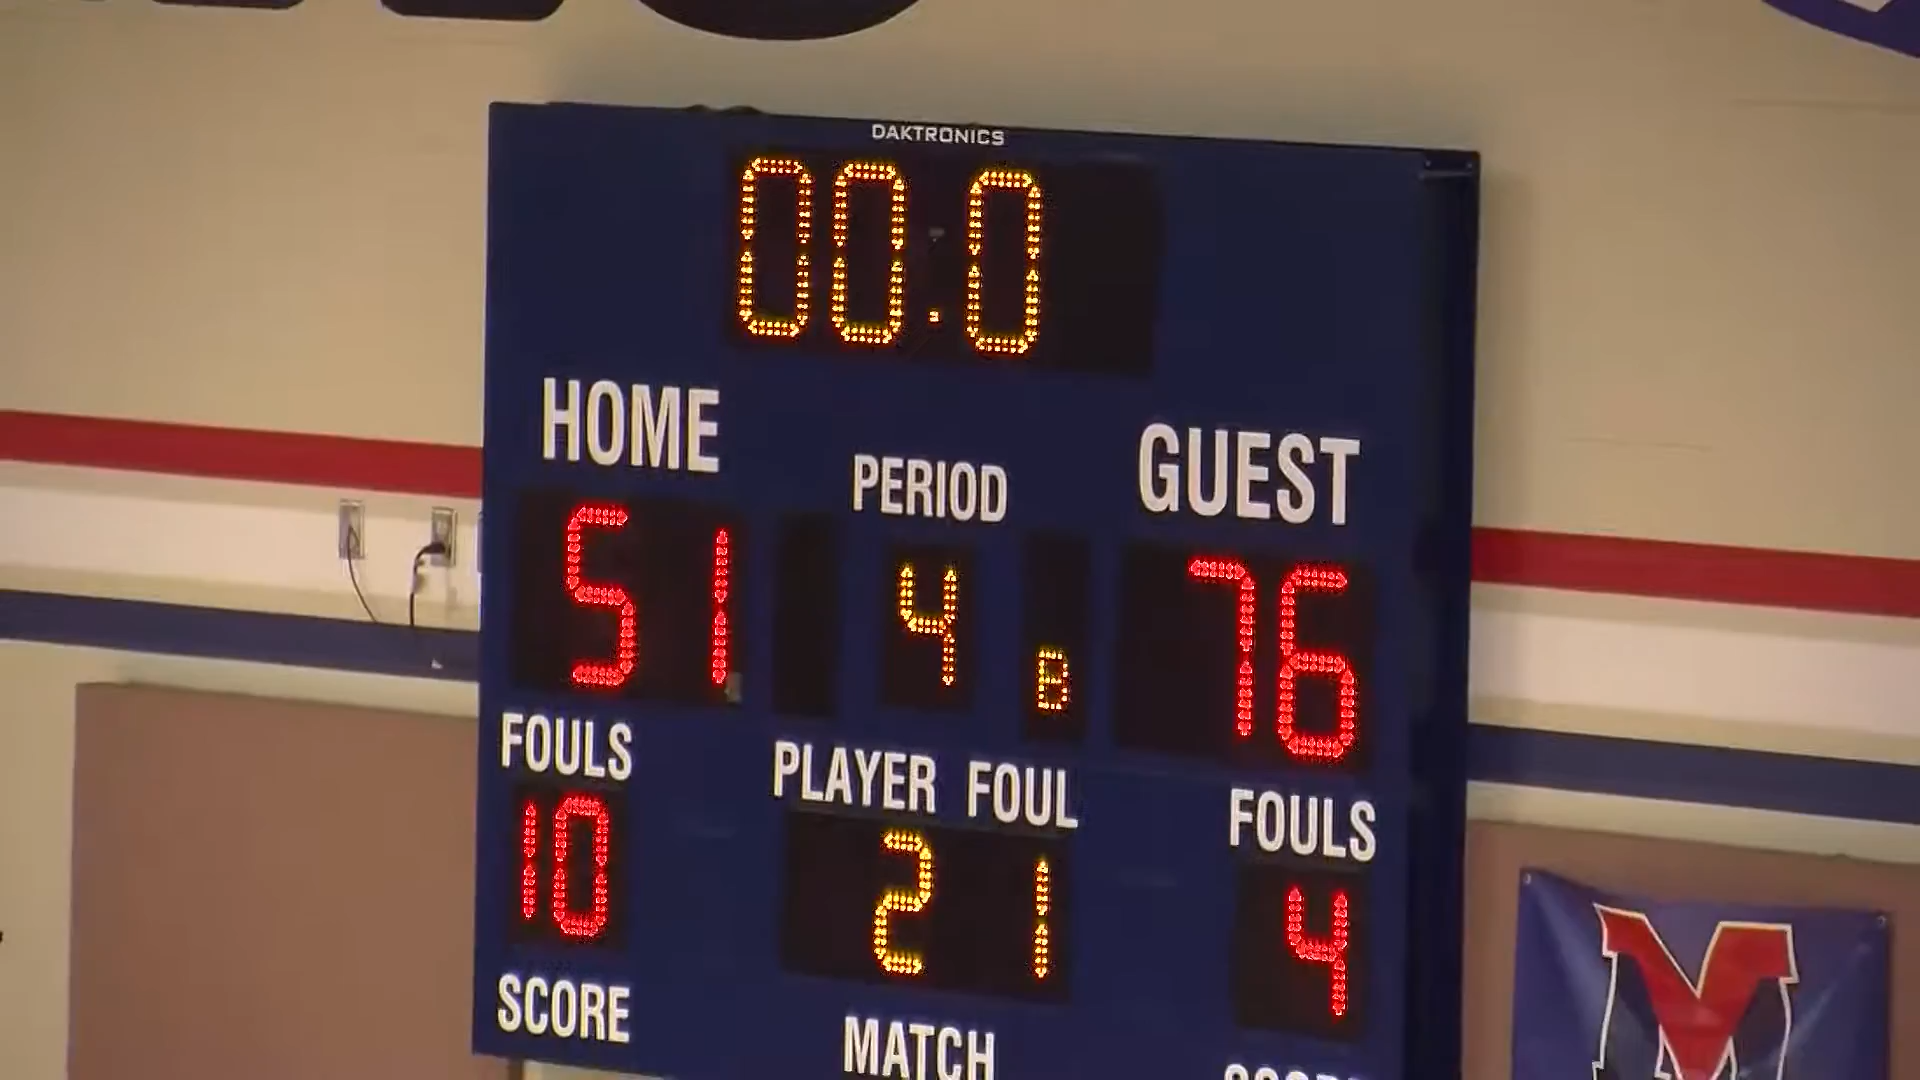 DAKTRONICS
00.0
HOME
PERIOD
GUEST
51
4
B
76
FOULS
PLAYER FOUL
FOULS
10
2 1
4
SCORE
MATCH
M